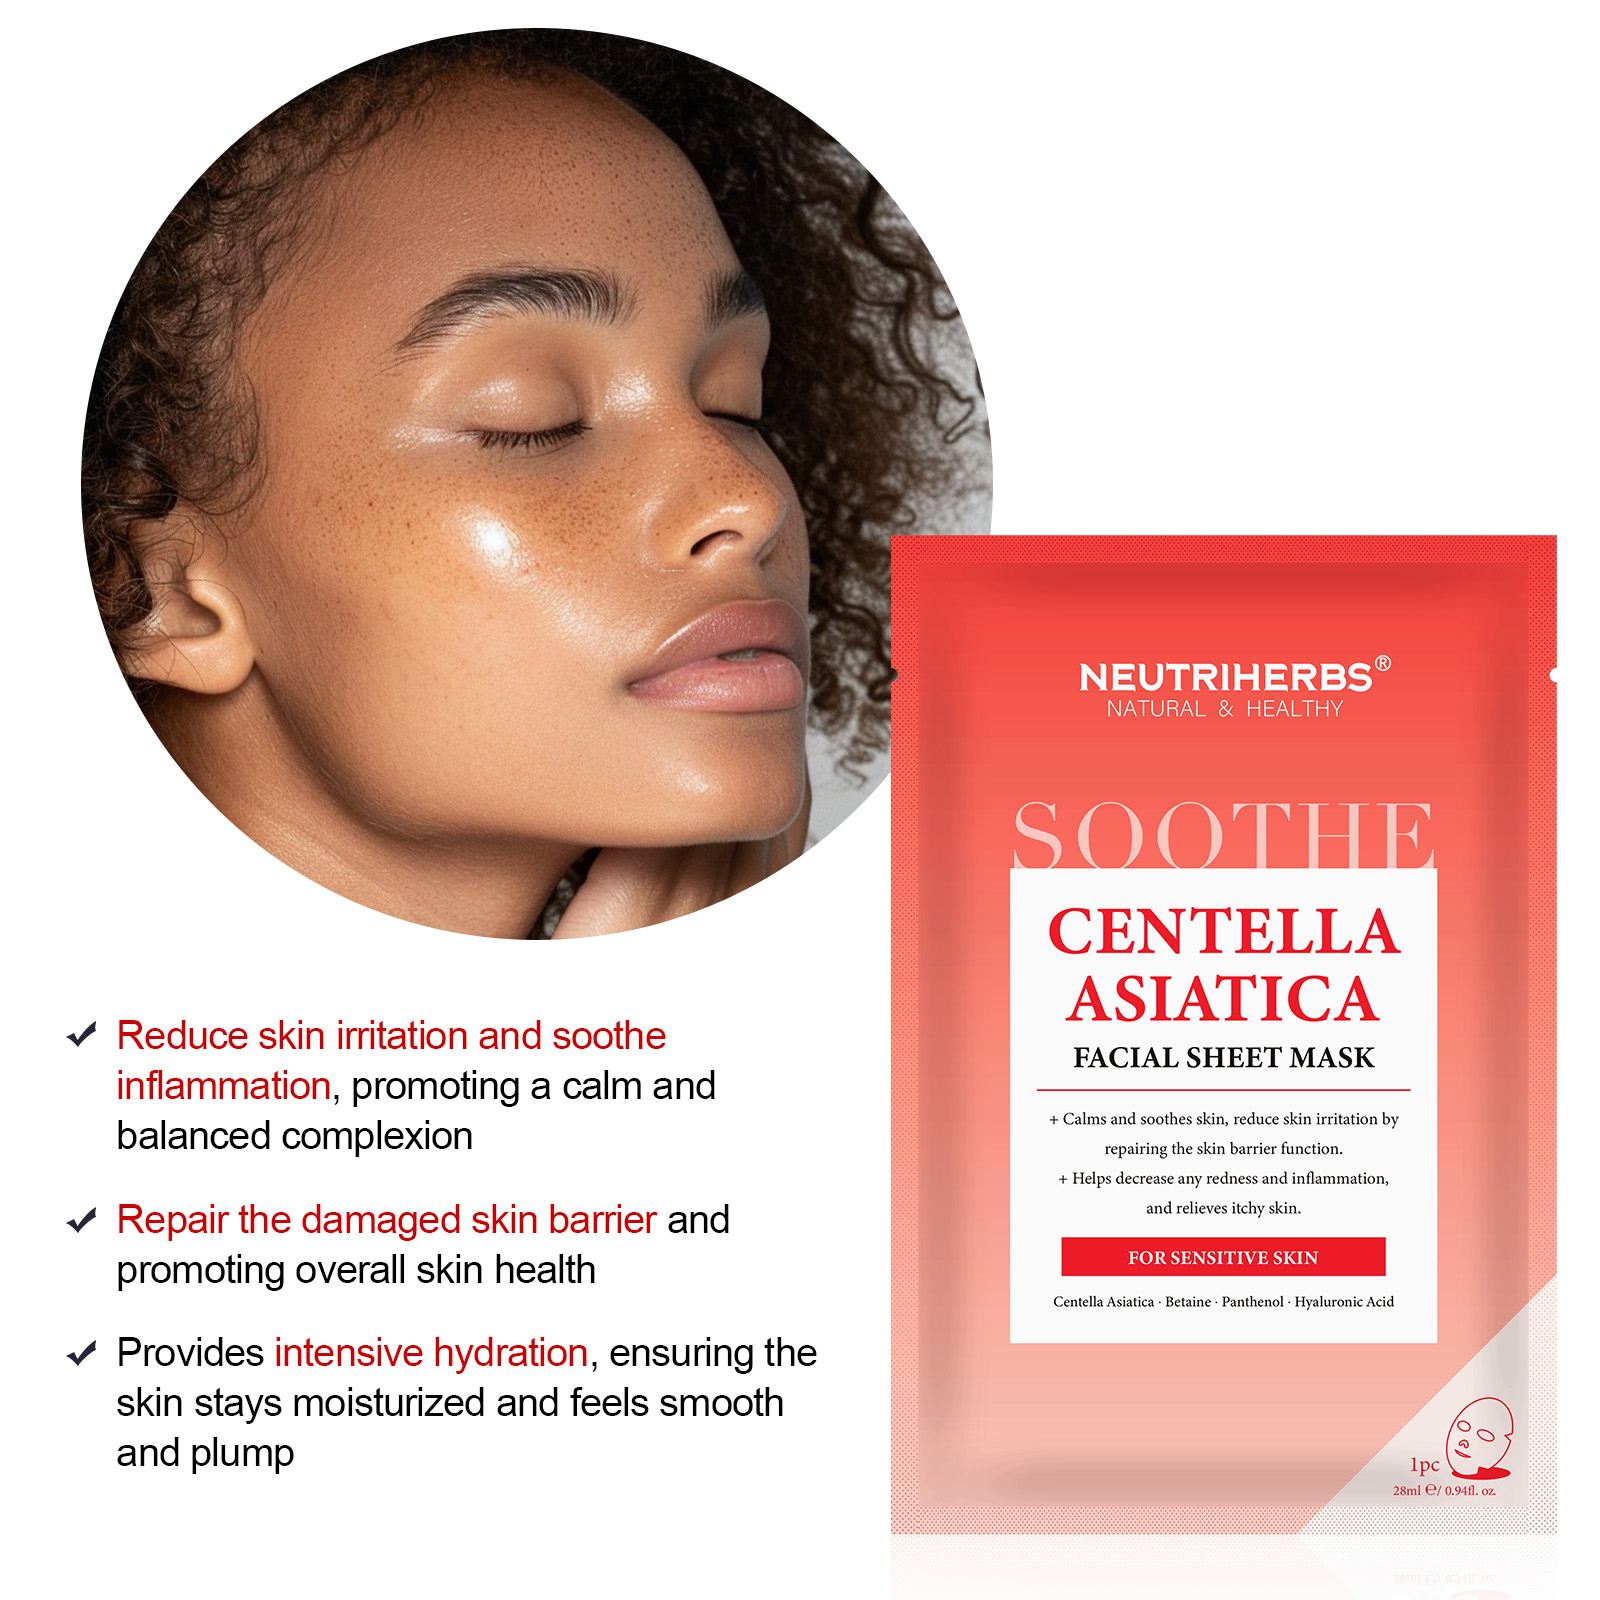 Reduce skin irritation and soothe
inflammation, promoting a calm and
balanced complexion
Repair the damaged skin barrier and
promoting overall skin health
Provides intensive hydration, ensuring the
skin stays moisturized and feels smooth
and plump
NEUTRIHERBS®
NATURAL & HEALTHY
SOOTHE
CENTELLA
ASIATICA
FACIAL SHEET MASK
+ Calms and soothes skin, reduce skin irritation by
repairing the skin barrier function.
+ Helps decrease any redness and inflammation,
and relieves itchy skin.
FOR SENSITIVE SKIN
Centella Asiatica · Betaine · Panthenol · Hyaluronic Acid
1pc
28ml ℮/ 0.94fl. oz.